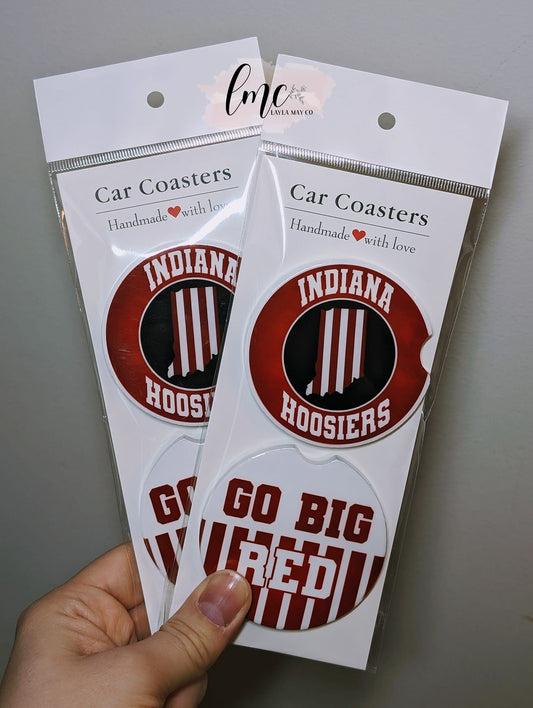 lmc
LAYLA MAY CO
Car Coasters
Handmade with love
INDIANA
HOOSI
GO
Car Coasters
Handmade with love
INDIANA
HOOSIERS
GO BIG
RED